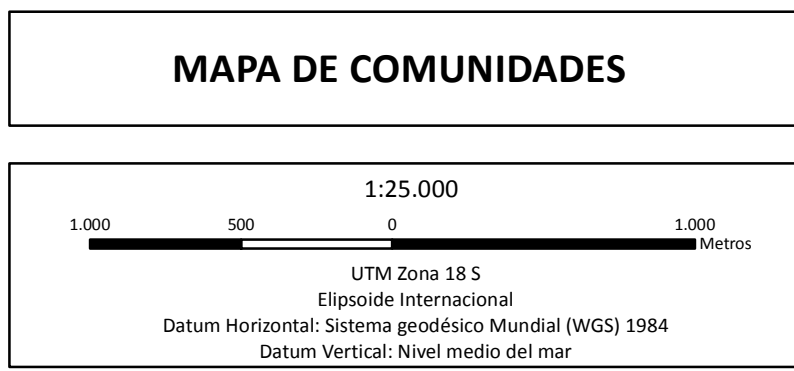 MAPA DE COMUNIDADES
1:25.000
1.000 500 0 1.000
Metros
UTM Zona 18 S
Elipsoide Internacional
Datum Horizontal: Sistema geodésico Mundial (WGS) 1984
Datum Vertical: Nivel medio del mar